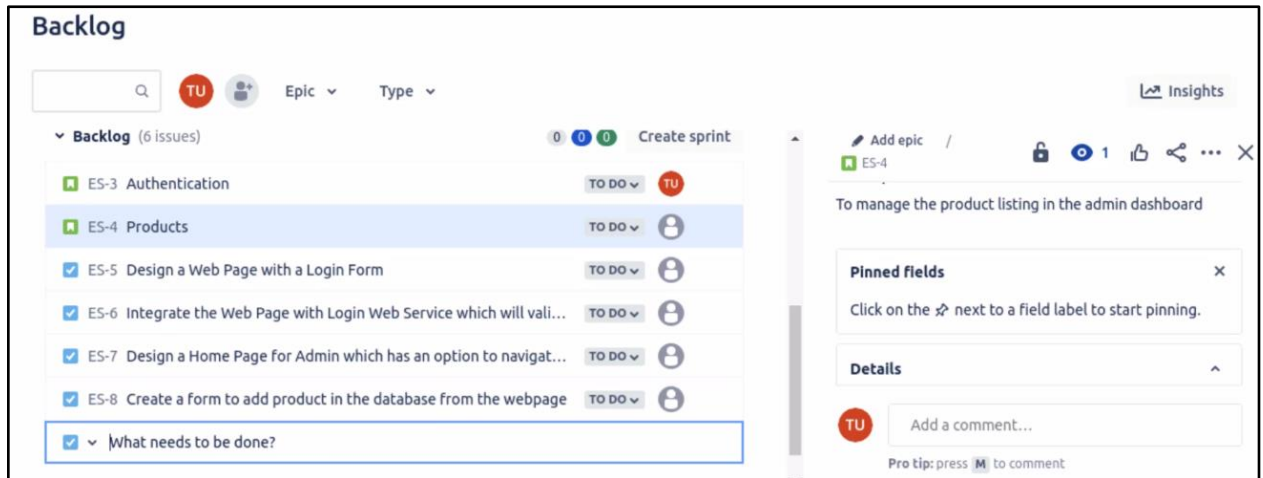 Backlog
TU
Epic
Type
Insights
Backlog (6 issues)
0 0 0
Create sprint
ES-3 Authentication
TO DO
TU
ES-4 Products
TO DO
ES-5 Design a Web Page with a Login Form
TO DO
ES-6 Integrate the Web Page with Login Web Service which will vali...
TO DO
ES-7 Design a Home Page for Admin which has an option to navigat...
TO DO
ES-8 Create a form to add product in the database from the webpage
TO DO
What needs to be done?
Add epic /
ES-4
1
To manage the product listing in the admin dashboard
Pinned fields
Click on the next to a field label to start pinning.
Details
TU
Add a comment...
Pro tip: press M to comment